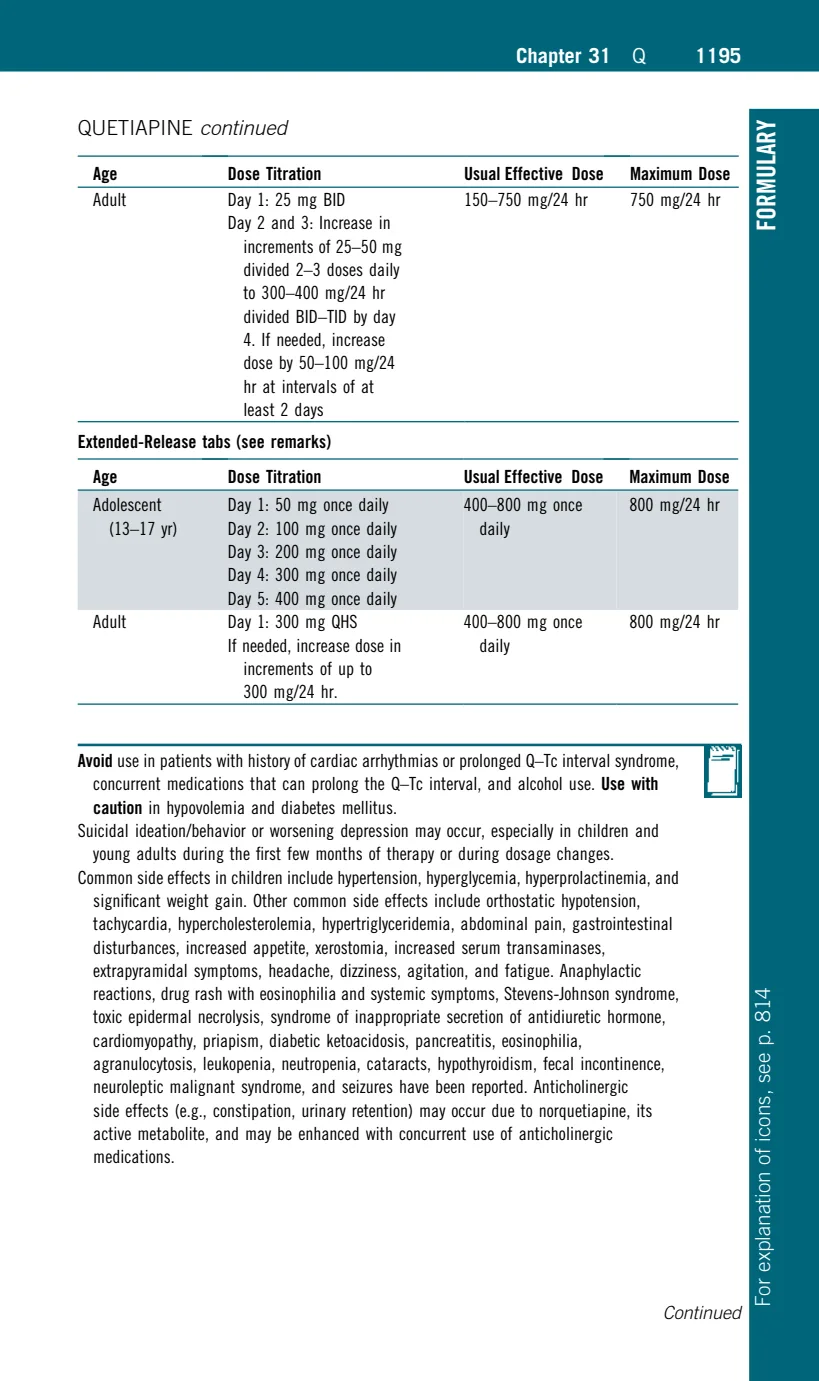 Chapter 31 Q 1195
QUETIAPINE continued
Age Dose Titration Usual Effective Dose Maximum Dose
Adult Day 1: 25 mg BID 150–750 mg/24 hr 750 mg/24 hr
Day 2 and 3: Increase in
increments of 25–50 mg
divided 2–3 doses daily
to 300–400 mg/24 hr
divided BID–TID by day
4. If needed, increase
dose by 50–100 mg/24
hr at intervals of at
least 2 days
Extended-Release tabs (see remarks)
Age Dose Titration Usual Effective Dose Maximum Dose
Adolescent Day 1: 50 mg once daily 400–800 mg once 800 mg/24 hr
(13–17 yr) Day 2: 100 mg once daily daily
Day 3: 200 mg once daily
Day 4: 300 mg once daily
Day 5: 400 mg once daily
Adult Day 1: 300 mg QHS 400–800 mg once 800 mg/24 hr
If needed, increase dose in daily
increments of up to
300 mg/24 hr.
Avoid use in patients with history of cardiac arrhythmias or prolonged Q–Tc interval syndrome,
concurrent medications that can prolong the Q–Tc interval, and alcohol use. Use with
caution in hypovolemia and diabetes mellitus.
Suicidal ideation/behavior or worsening depression may occur, especially in children and
young adults during the first few months of therapy or during dosage changes.
Common side effects in children include hypertension, hyperglycemia, hyperprolactinemia, and
significant weight gain. Other common side effects include orthostatic hypotension,
tachycardia, hypercholesterolemia, hypertriglyceridemia, abdominal pain, gastrointestinal
disturbances, increased appetite, xerostomia, increased serum transaminases,
extrapyramidal symptoms, headache, dizziness, agitation, and fatigue. Anaphylactic
reactions, drug rash with eosinophilia and systemic symptoms, Stevens-Johnson syndrome,
toxic epidermal necrolysis, syndrome of inappropriate secretion of antidiuretic hormone,
cardiomyopathy, priapism, diabetic ketoacidosis, pancreatitis, eosinophilia,
agranulocytosis, leukopenia, neutropenia, cataracts, hypothyroidism, fecal incontinence,
neuroleptic malignant syndrome, and seizures have been reported. Anticholinergic
side effects (e.g., constipation, urinary retention) may occur due to norquetiapine, its
active metabolite, and may be enhanced with concurrent use of anticholinergic
medications.
Continued
FORMULARY
For explanation of icons, see p. 814